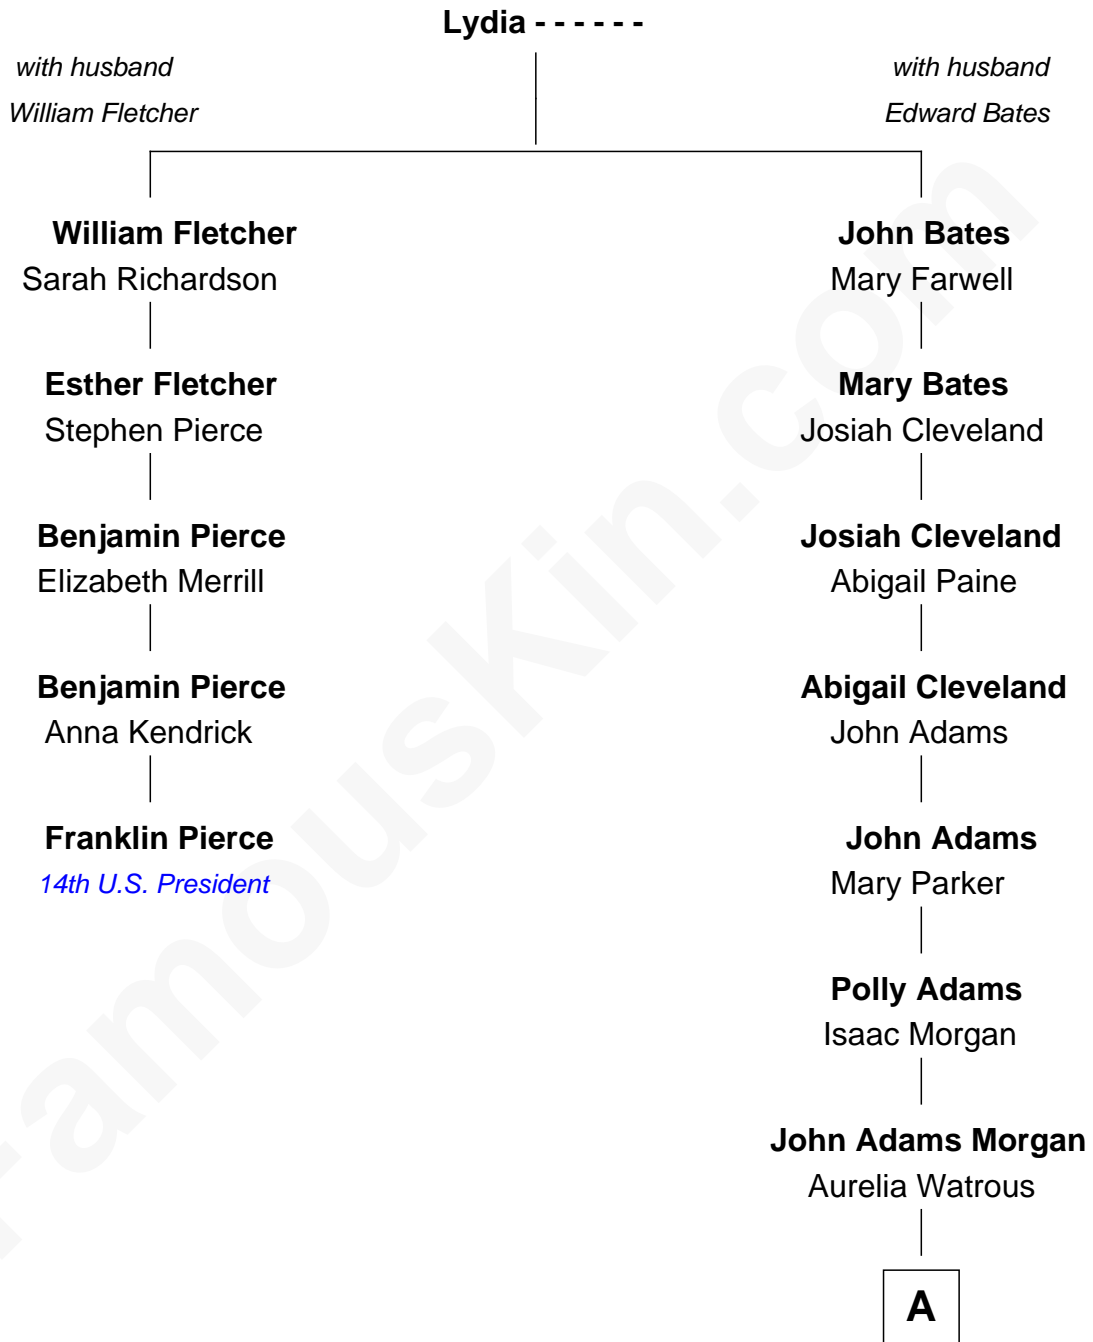 Lydia - - - - - -
with husband
William Fletcher
with husband
Edward Bates
William Fletcher
Sarah Richardson
John Bates
Mary Farwell
Esther Fletcher
Stephen Pierce
Mary Bates
Josiah Cleveland
Benjamin Pierce
Elizabeth Merrill
Josiah Cleveland
Abigail Paine
Benjamin Pierce
Anna Kendrick
Abigail Cleveland
John Adams
Franklin Pierce
14th U.S. President
John Adams
Mary Parker
Polly Adams
Isaac Morgan
John Adams Morgan
Aurelia Watrous
A
FamousKin.com